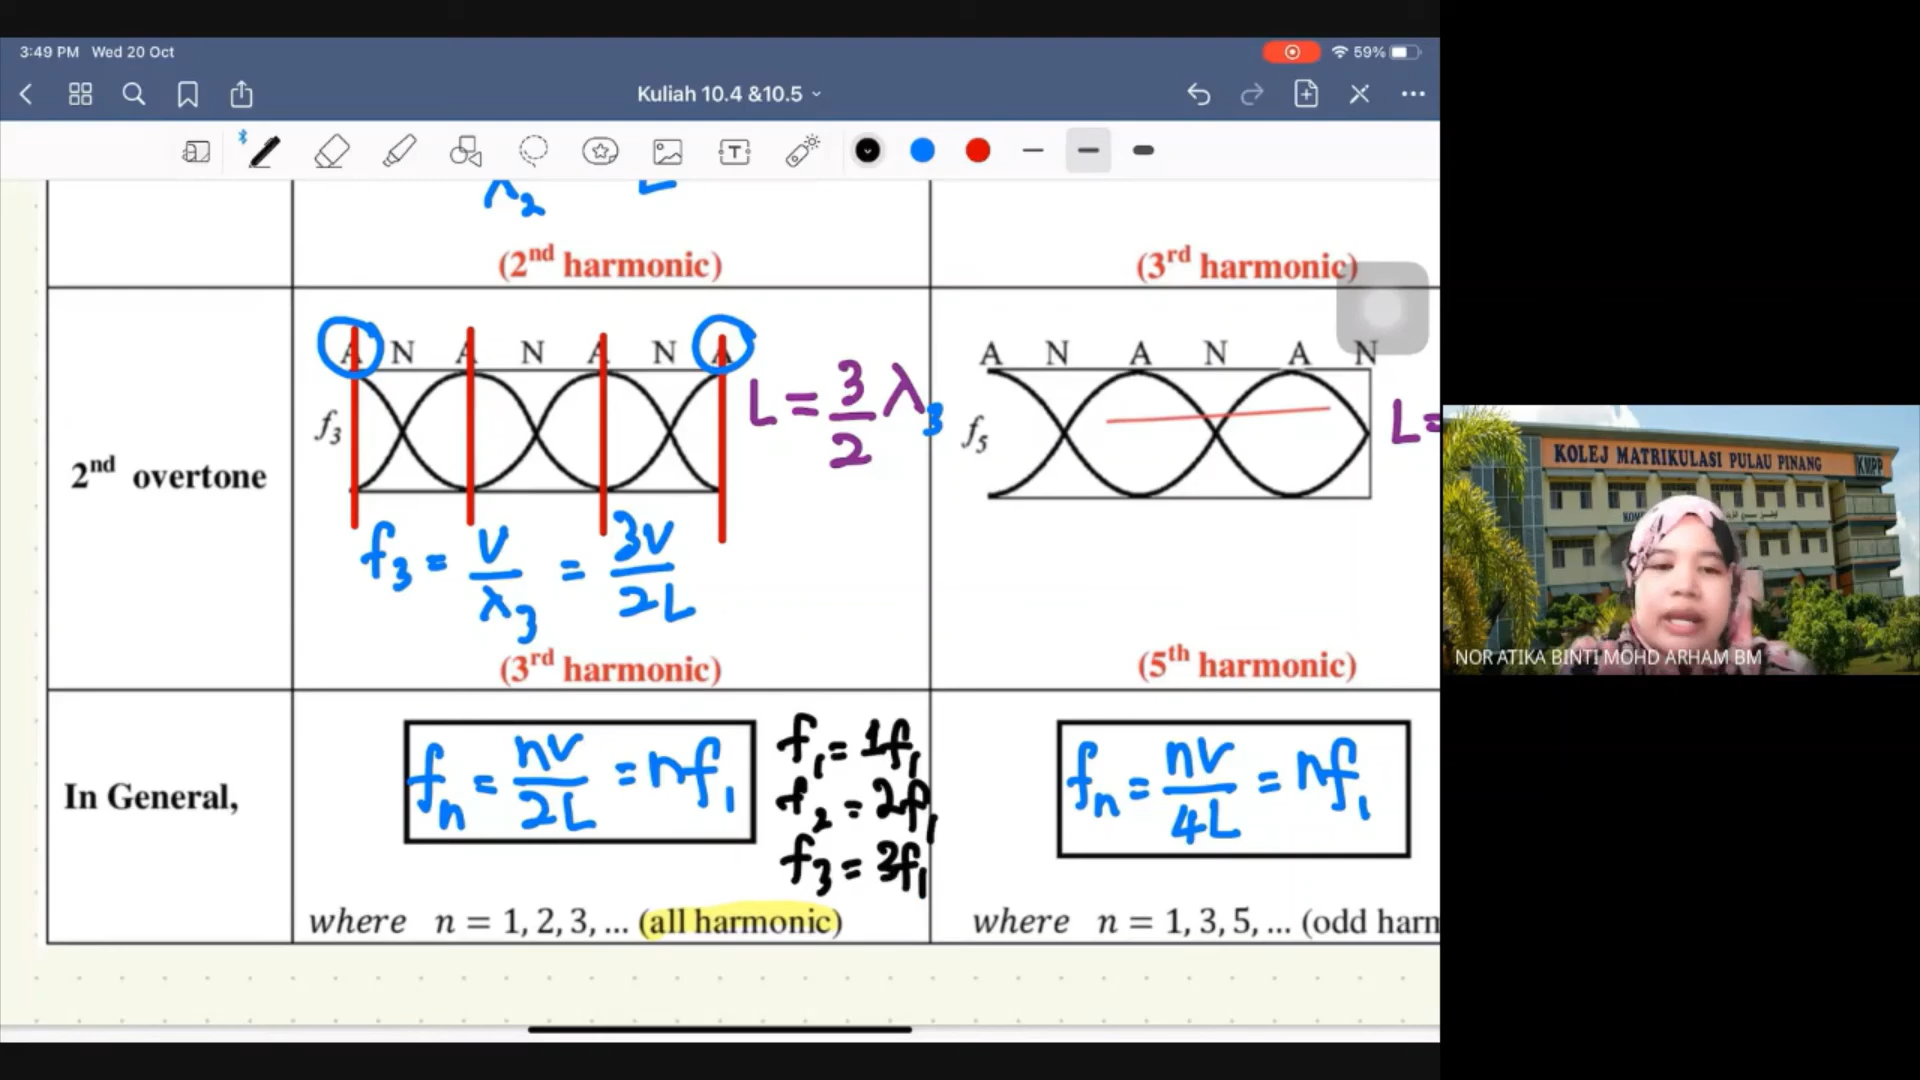 3:49 PM Wed 20 Oct
59%
Kuliah 10.4 &10.5
λ2 L
(2nd harmonic)
(3rd harmonic)
2nd overtone
A N A N A N A
f3
L = 3/2 λ3
f3 = v/λ3 = 3v/2L
(3rd harmonic)
A N A N A N
f5
L =
(5th harmonic)
In General,
fn = nv/2L = nf1
f1 = 1f1
f2 = 2f1
f3 = 3f1
where n = 1, 2, 3, ... (all harmonic)
fn = nv/4L = nf1
where n = 1, 3, 5, ... (odd harm
KOLEJ MATRIKULASI PULAU PINANG
KMPP
NOR ATIKA BINTI MOHD ARHAM BM